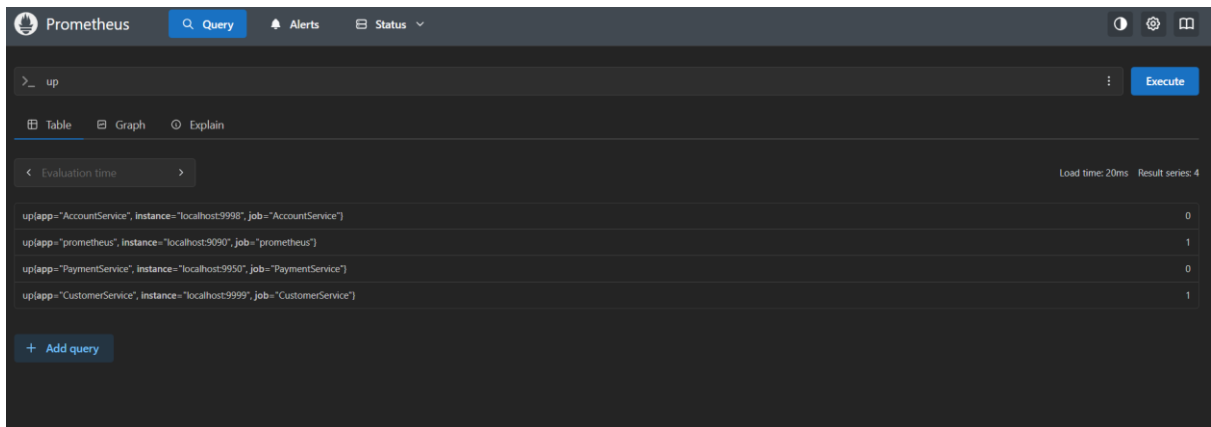 Prometheus Query Alerts Status
>_ up Execute
Table Graph Explain
< Evaluation time > Load time: 20ms Result series: 4
up{app="AccountService", instance="localhost:9998", job="AccountService"} 0
up{app="prometheus", instance="localhost:9090", job="prometheus"} 1
up{app="PaymentService", instance="localhost:9950", job="PaymentService"} 0
up{app="CustomerService", instance="localhost:9999", job="CustomerService"} 1
+ Add query